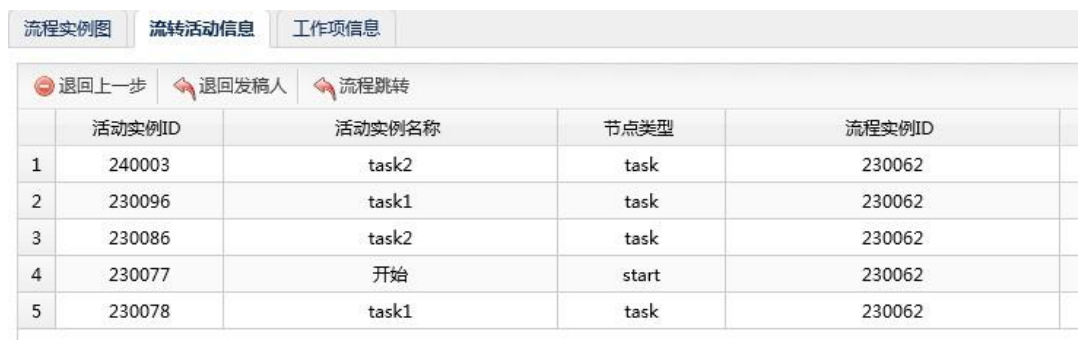 流程实例图 流转活动信息 工作项信息
退回上一步 退回发稿人 流程跳转
活动实例ID 活动实例名称 节点类型 流程实例ID
1 240003 task2 task 230062
2 230096 task1 task 230062
3 230086 task2 task 230062
4 230077 开始 start 230062
5 230078 task1 task 230062